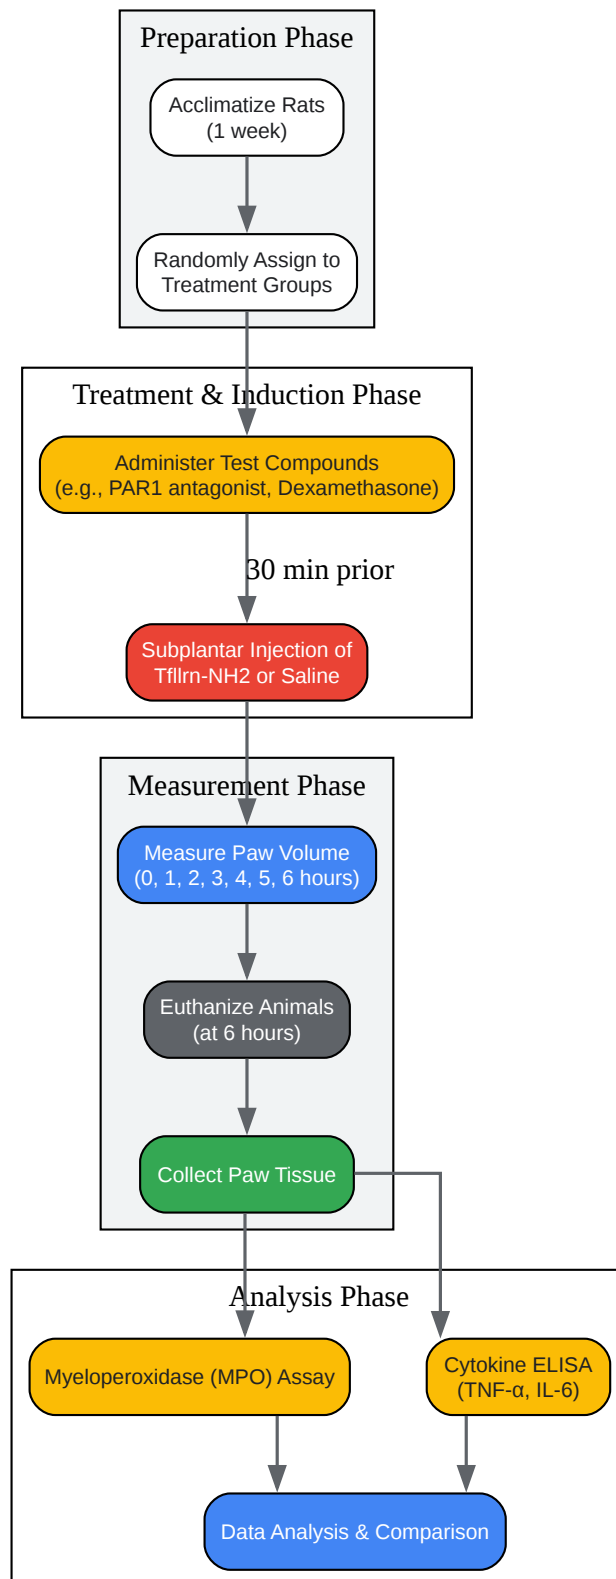 Preparation Phase
Acclimatize Rats
(1 week)
Randomly Assign to
Treatment Groups
Treatment & Induction Phase
Administer Test Compounds
(e.g., PAR1 antagonist, Dexamethasone)
30 min prior
Subplantar Injection of
Tfllrn-NH2 or Saline
Measurement Phase
Measure Paw Volume
(0, 1, 2, 3, 4, 5, 6 hours)
Euthanize Animals
(at 6 hours)
Collect Paw Tissue
Analysis Phase
Myeloperoxidase (MPO) Assay
Cytokine ELISA
(TNF-α, IL-6)
Data Analysis & Comparison